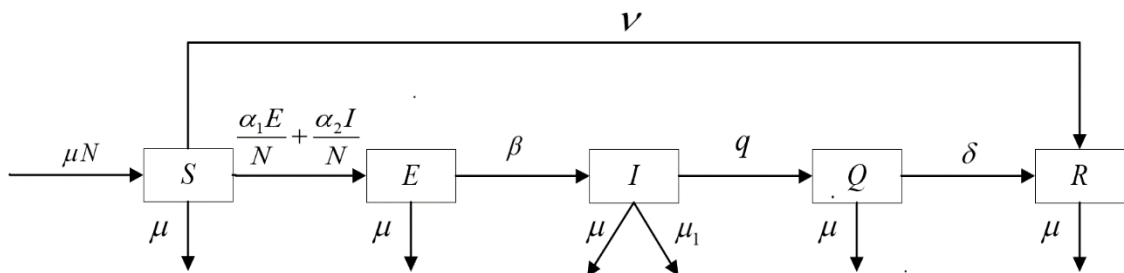 ν
α₁E/N + α₂I/N
μN S β E q I δ Q R
μ μ μ μ₁ μ μ